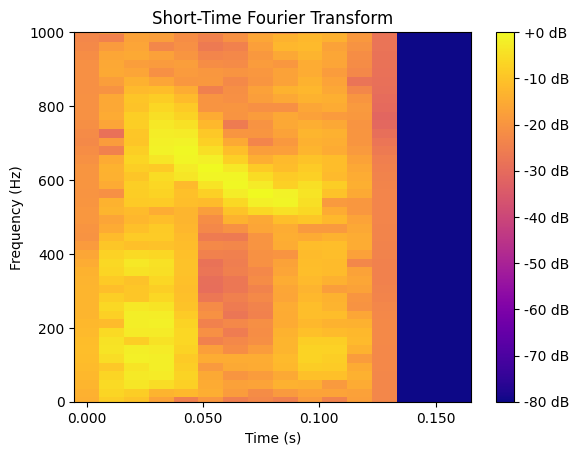 Short-Time Fourier Transform
1000
800
600
400
200
0
Frequency (Hz)
0.000
0.050
0.100
0.150
Time (s)
+0 dB
-10 dB
-20 dB
-30 dB
-40 dB
-50 dB
-60 dB
-70 dB
-80 dB